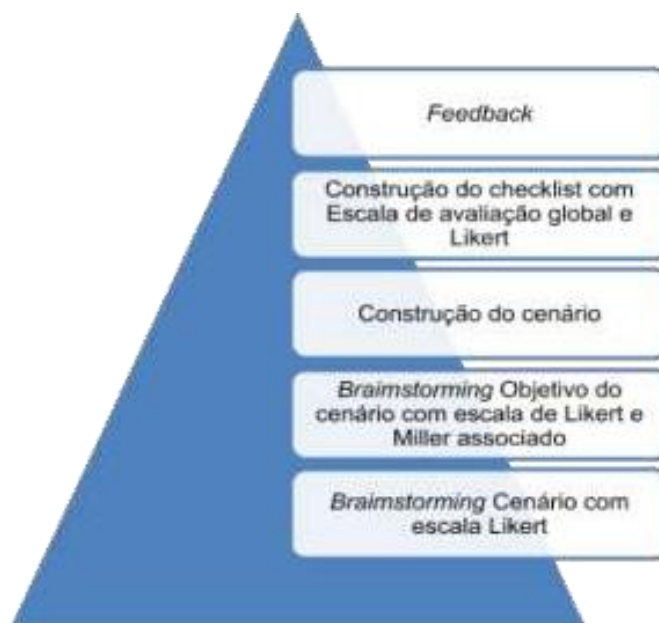 Feedback
Construção do checklist com
Escala de avaliação global e
Likert
Construção do cenário
Braimstorming Objetivo do
cenário com escala de Likert e
Miller associado
Braimstorming Cenário com
escala Likert